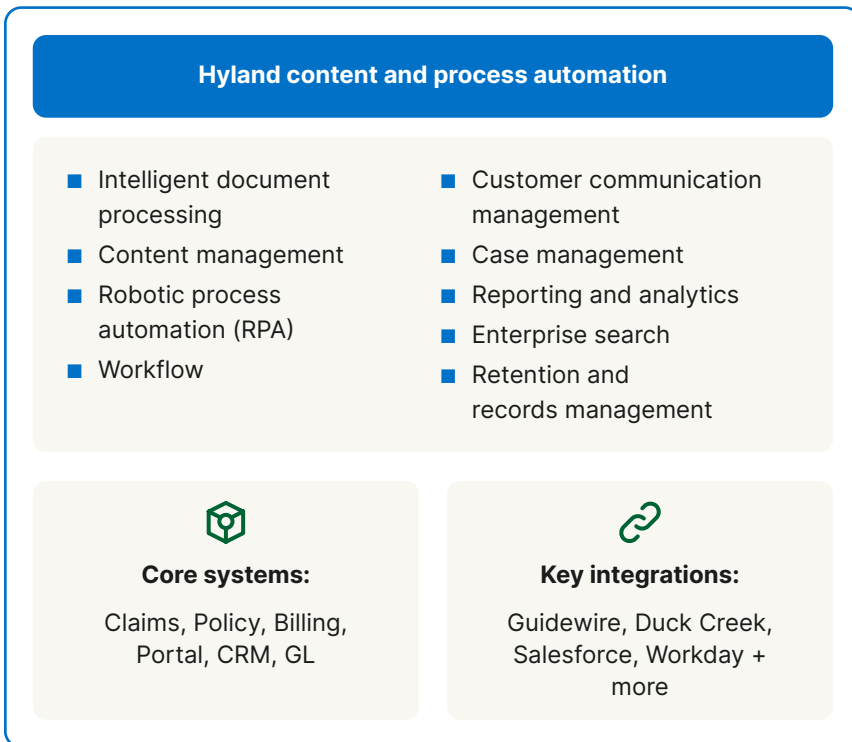 Hyland content and process automation
Intelligent document
processing
Content management
Robotic process
automation (RPA)
Workflow
Customer communication
management
Case management
Reporting and analytics
Enterprise search
Retention and
records management
Core systems:
Claims, Policy, Billing,
Portal, CRM, GL
Key integrations:
Guidewire, Duck Creek,
Salesforce, Workday +
more